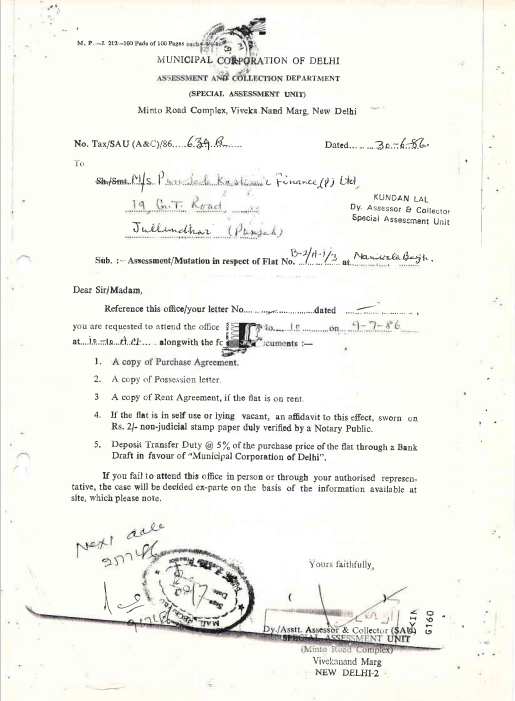 M. P.—J. 212—100 Pads of 100 Pages each
MUNICIPAL CORPORATION OF DELHI
ASSESSMENT AND COLLECTION DEPARTMENT
(SPECIAL ASSESSMENT UNIT)
Minto Road Complex, Viveka Nand Marg, New Delhi
No. Tax/SAU (A&C)/86....639.......... Dated.......30-6-86.
To
Sh./Smt. M/s. Finance (P) Ltd,
19, G.T. Road
Jullundhar (Punjab)
KUNDAN LAL
Dy. Assessor & Collector
Special Assessment Unit
Sub. :— Assessment/Mutation in respect of Flat No. B-2/H-1/3 at Naniwala Bagh.
Dear Sir/Madam,
Reference this office/your letter No..........................dated
you are requested to attend the office to 10 on 9-7-86
at alongwith the documents :—
1. A copy of Purchase Agreement.
2. A copy of Possession letter.
3 A copy of Rent Agreement, if the flat is on rent.
4. If the flat is in self use or lying vacant, an affidavit to this effect, sworn on
Rs. 2/- non-judicial stamp paper duly verified by a Notary Public.
5. Deposit Transfer Duty @ 5% of the purchase price of the flat through a Bank
Draft in favour of "Municipal Corporation of Delhi".
If you fail to attend this office in person or through your authorised represen-
tative, the case will be decided ex-parte on the basis of the information available at
site, which please note.
Next date
Yours faithfully,
Dy./Asstt. Assessor & Collector (SAU)
SPECIAL ASSESSMENT UNIT
(Minto Road Complex)
Vivekanand Marg
NEW DELHI-2
G160